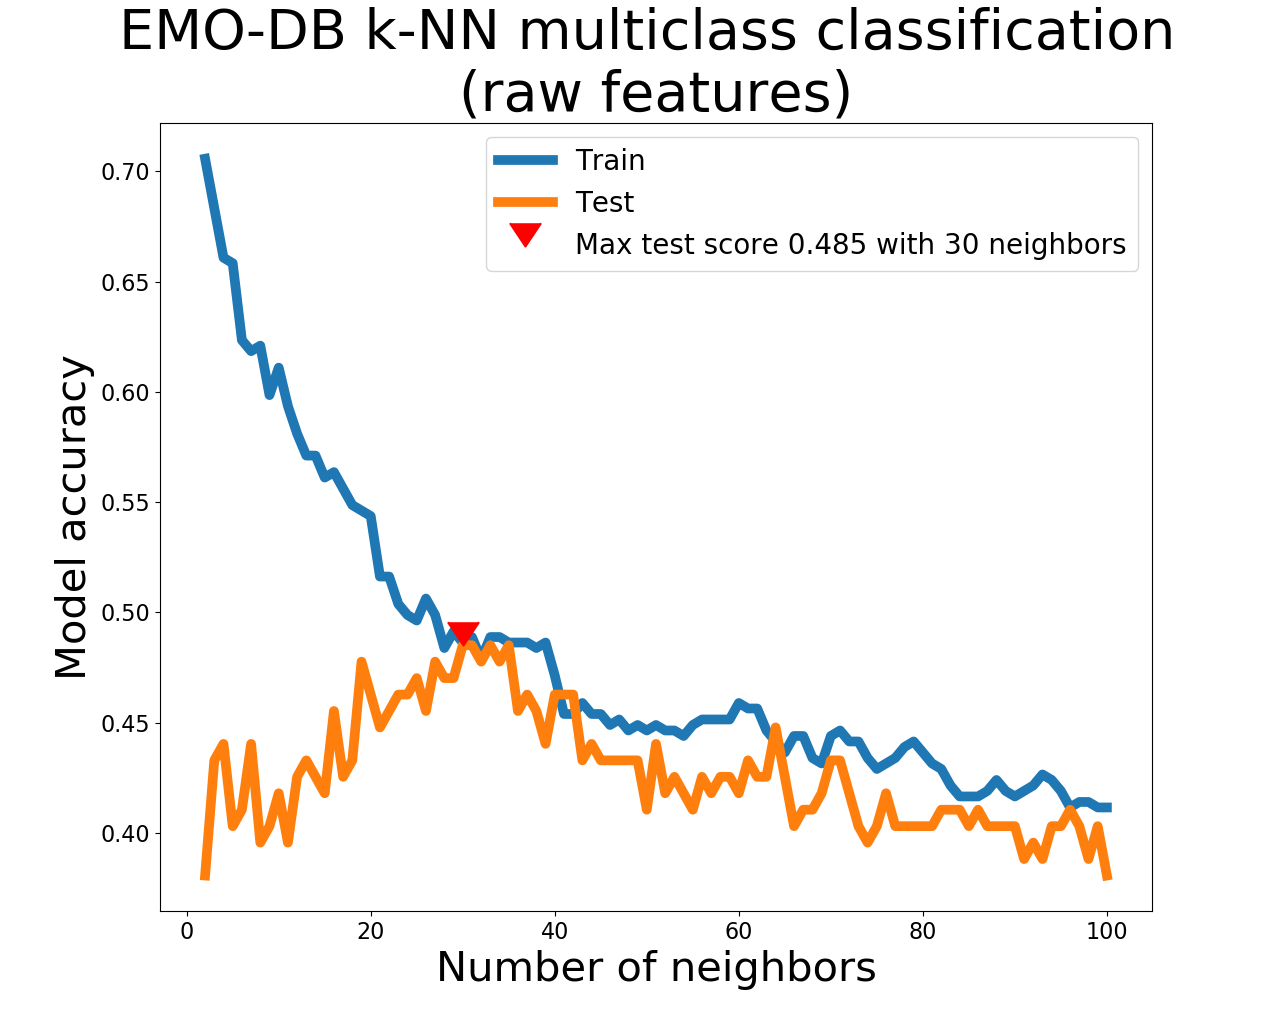 EMO-DB k-NN multiclass classification
(raw features)
Train
Test
Max test score 0.485 with 30 neighbors
Model accuracy
0.70
0.65
0.60
0.55
0.50
0.45
0.40
0
20
40
60
80
100
Number of neighbors